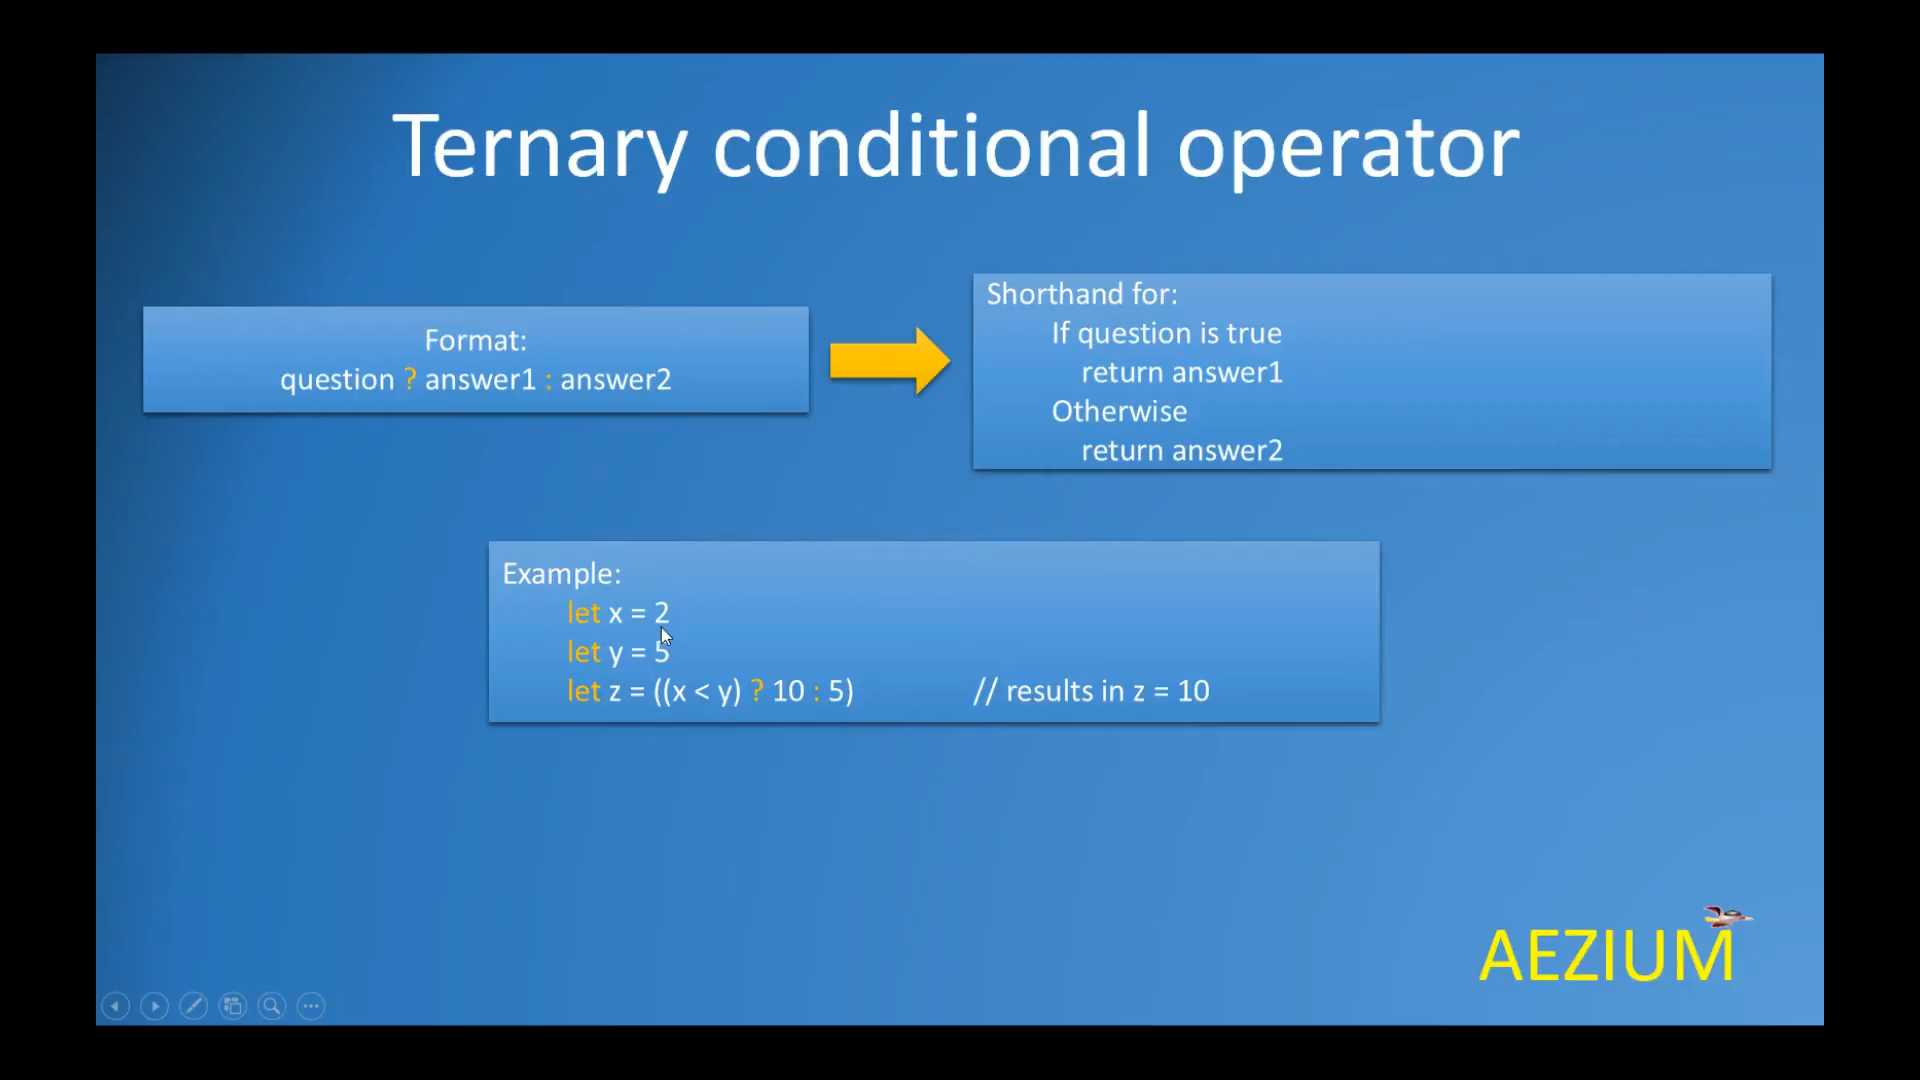 Ternary conditional operator
Format:
question ? answer1 : answer2
Shorthand for:
If question is true
return answer1
Otherwise
return answer2
Example:
let x = 2
let y = 5
let z = ((x < y) ? 10 : 5) // results in z = 10
AEZIUM